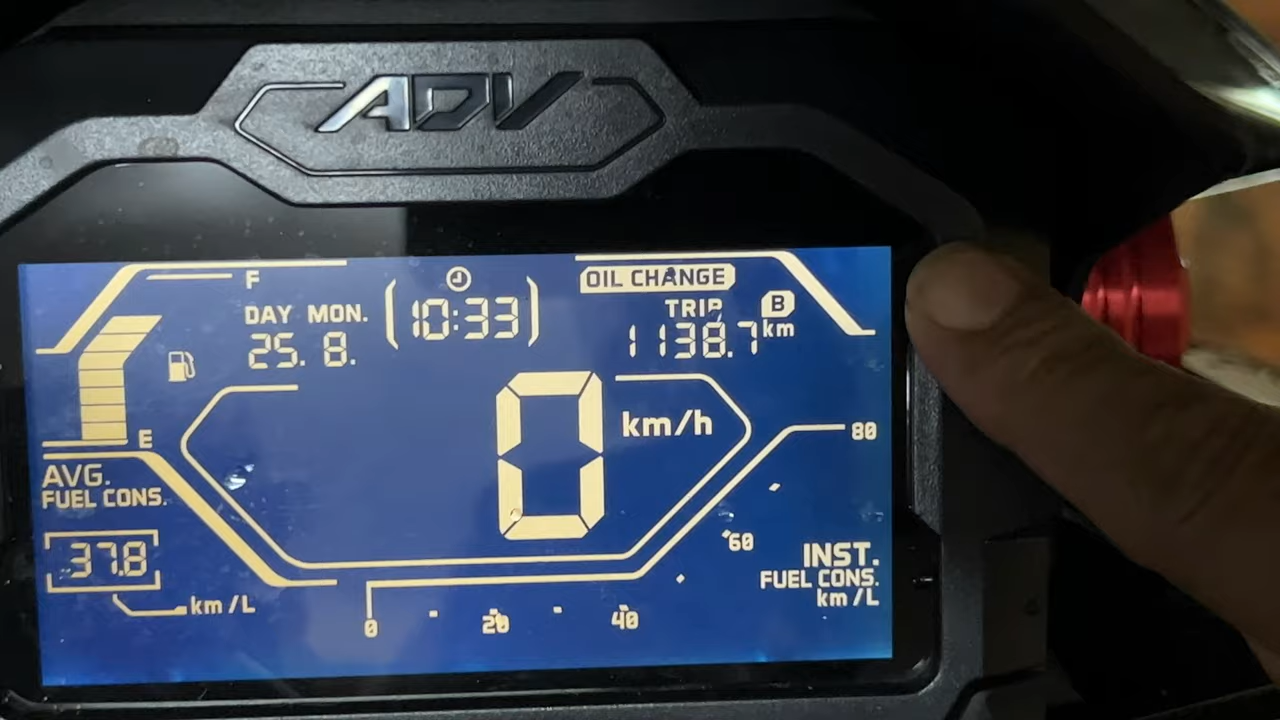 ADV
F
OIL CHANGE
DAY MON.
25. 8.
10:33
TRIP B
1138.7 km
E
0 km/h
80
AVG.
FUEL CONS.
37.8
km/L
60
INST.
FUEL CONS.
km/L
0 20 40